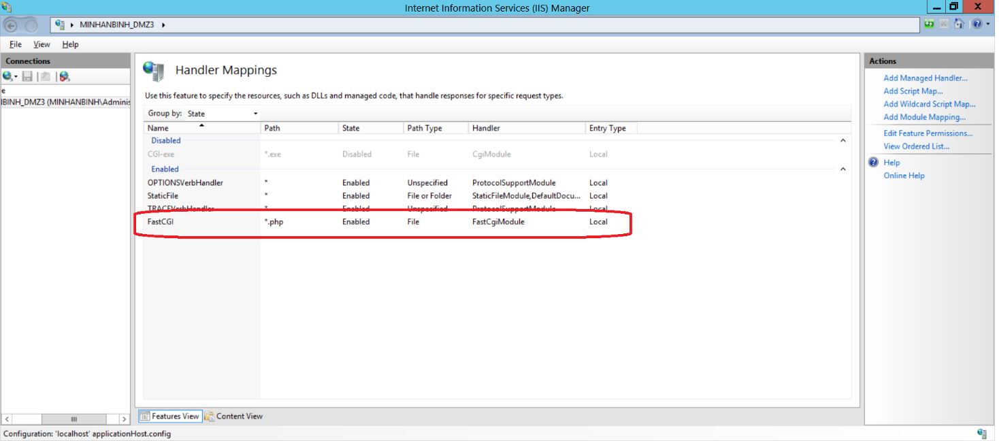 Internet Information Services (IIS) Manager
X
MINHANBINH_DMZ3
File View Help
Connections
e
IBINH_DMZ3 (MINHANBINH\Adminis
Handler Mappings
Use this feature to specify the resources, such as DLLs and managed code, that handle responses for specific request types.
Group by: State
Name Path State Path Type Handler Entry Type
Disabled
CGI-exe *.exe Disabled File CgiModule Local
Enabled
OPTIONSVerbHandler * Enabled Unspecified ProtocolSupportModule Local
StaticFile * Enabled File or Folder StaticFileModule,DefaultDocu... Local
TRACEVerbHandler * Enabled Unspecified ProtocolSupportModule Local
FastCGI *.php Enabled File FastCgiModule Local
Actions
Add Managed Handler...
Add Script Map...
Add Wildcard Script Map...
Add Module Mapping...
Edit Feature Permissions...
View Ordered List...
Help
Online Help
Features View Content View
Configuration: 'localhost' applicationHost.config